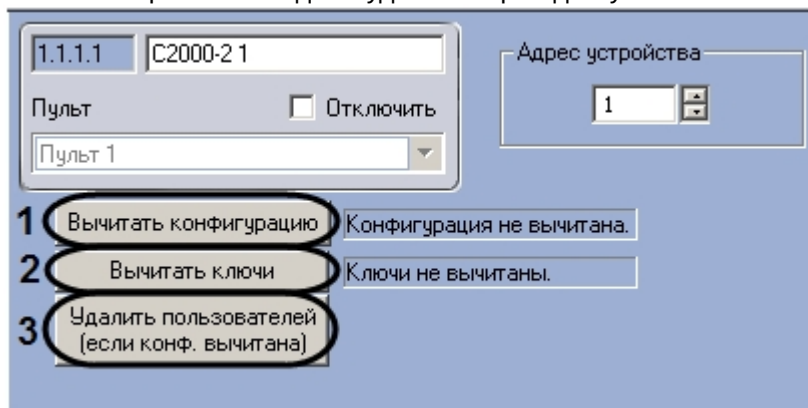 1.1.1.1 С2000-2 1
Адрес устройства
Пульт Отключить
1
Пульт 1
1 Вычитать конфигурацию Конфигурация не вычитана.
2 Вычитать ключи Ключи не вычитаны.
3 Удалить пользователей
(если конф. вычитана)